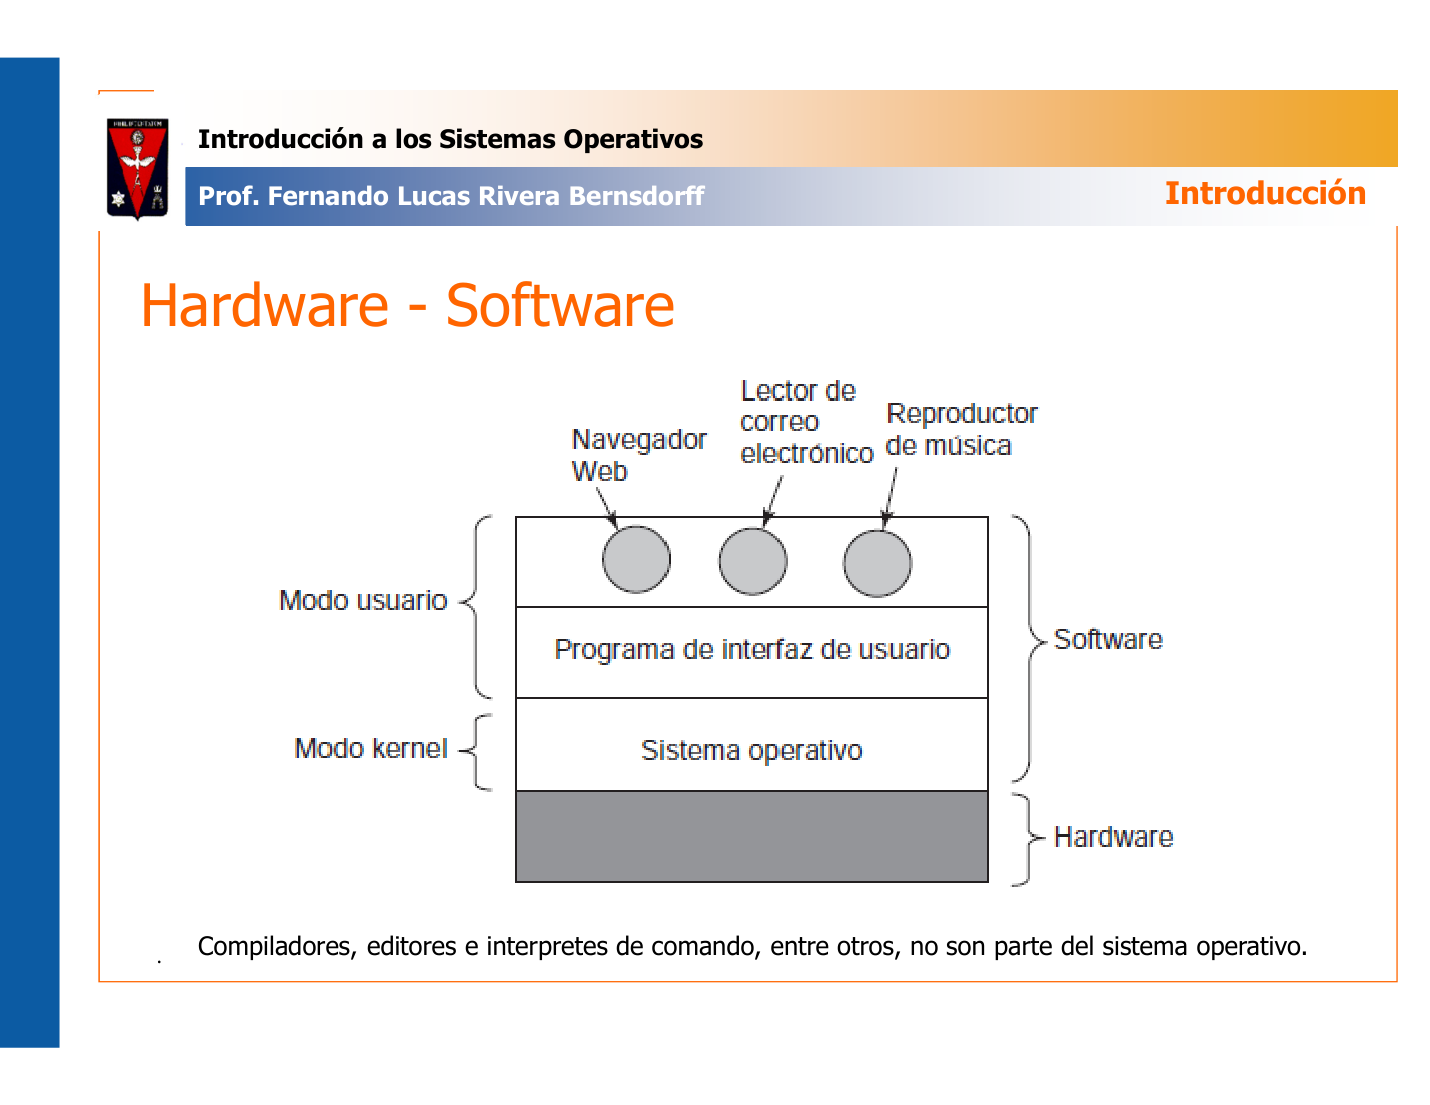 Introducción a los Sistemas Operativos
Prof. Fernando Lucas Rivera Bernsdorff
Introducción
Hardware - Software
Lector de
correo
electrónico
Reproductor
de música
Navegador
Web
Modo usuario
Programa de interfaz de usuario
Software
Modo kernel
Sistema operativo
Hardware
Compiladores, editores e interpretes de comando, entre otros, no son parte del sistema operativo.
.